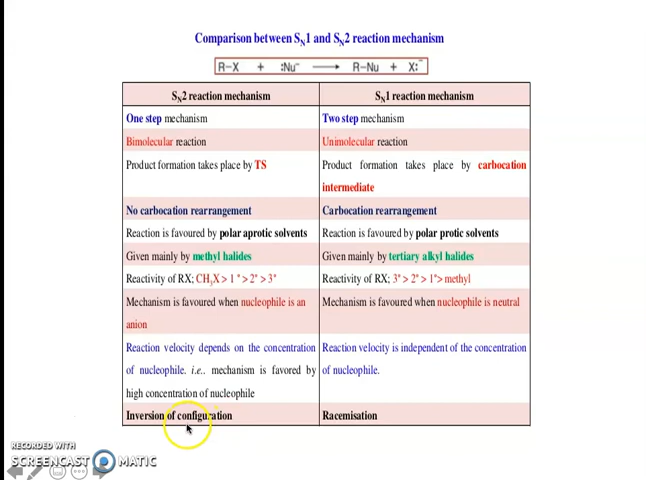 Comparison between SN1 and SN2 reaction mechanism
R–X + :Nu⁻ ⟶ R–Nu + X:⁻
SN2 reaction mechanism
SN1 reaction mechanism
One step mechanism
Two step mechanism
Bimolecular reaction
Unimolecular reaction
Product formation takes place by TS
Product formation takes place by carbocation
intermediate
No carbocation rearrangement
Carbocation rearrangement
Reaction is favoured by polar aprotic solvents
Reaction is favoured by polar protic solvents
Given mainly by methyl halides
Given mainly by tertiary alkyl halides
Reactivity of RX; CH3X > 1 º > 2º > 3º
Reactivity of RX; 3º > 2º > 1º> methyl
Mechanism is favoured when nucleophile is an
anion
Mechanism is favoured when nucleophile is neutral
Reaction velocity depends on the concentration
of nucleophile. i.e.. mechanism is favored by
high concentration of nucleophile
Reaction velocity is independent of the concentration
of nucleophile.
Inversion of configuration
Racemisation
RECORDED WITH
SCREENCAST MATIC